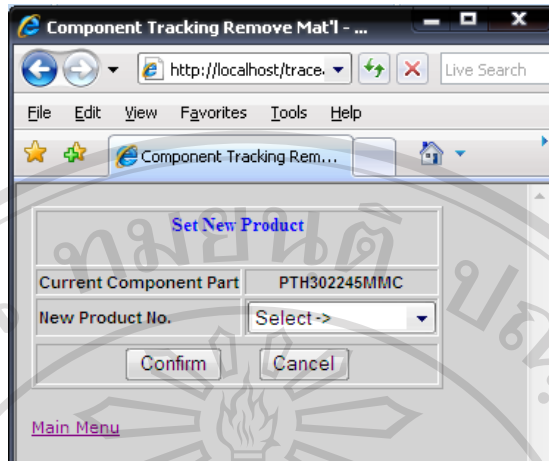 Component Tracking Remove Mat'l - ...
http://localhost/trace.
Live Search
File Edit View Favorites Tools Help
Component Tracking Rem...
Set New Product
Current Component Part PTH302245MMC
New Product No. Select ->
Confirm Cancel
Main Menu